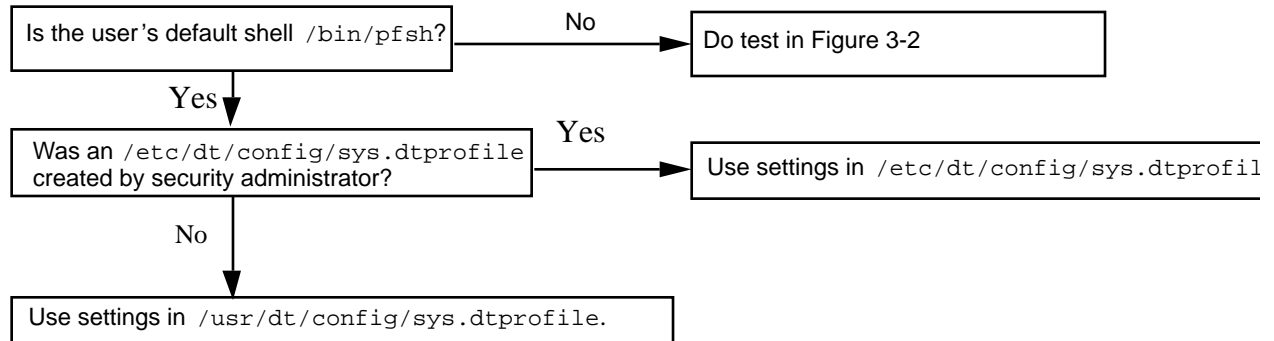 Is the user's default shell /bin/pfsh?
No
Do test in Figure 3-2
Yes
Was an /etc/dt/config/sys.dtprofile
created by security administrator?
Yes
Use settings in /etc/dt/config/sys.dtprofil
No
Use settings in /usr/dt/config/sys.dtprofile.